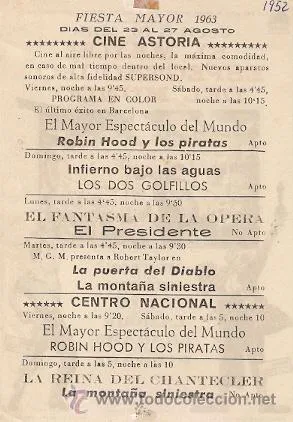 1952
FIESTA MAYOR 1963
DIAS DEL 23 AL 27 AGOSTO
****** CINE ASTORIA ******
Cine al aire libre por las noches, la máxima comodidad,
en caso de mal tiempo dentro del local. Nuevos aparatos
sonoros de alta fidelidad SUPERSOND.
Viernes, noche a las 9'45. Sábado, tarde a las 4'45,
PROGRAMA EN COLOR noche a las 10'15.
El último éxito en Barcelona
El Mayor Espectáculo del Mundo
Robin Hood y los piratas Apto
Domingo, tarde a las 4'45, noche a las 10'15
Infierno bajo las aguas
LOS DOS GOLFILLOS Apto
Lunes, tarde a las 4'45, noche a las 9'30
EL FANTASMA DE LA OPERA
El Presidente No Apto
Martes, tarde a las 4'45, noche a las 9'30
M. G. M. presenta a Robert Taylor en
La puerta del Diablo
La montaña siniestra Apto
***** CENTRO NACIONAL *****
Viernes, noche a las 9'20. Sábado, tarde a las 5, noche 10
El Mayor Espectáculo del Mundo
ROBIN HOOD Y LOS PIRATAS Apto
Domingo, tarde a las 5, noche a las 10
LA REINA DEL CHANTECLER
La montaña siniestra No Apto
todocoleccion.net